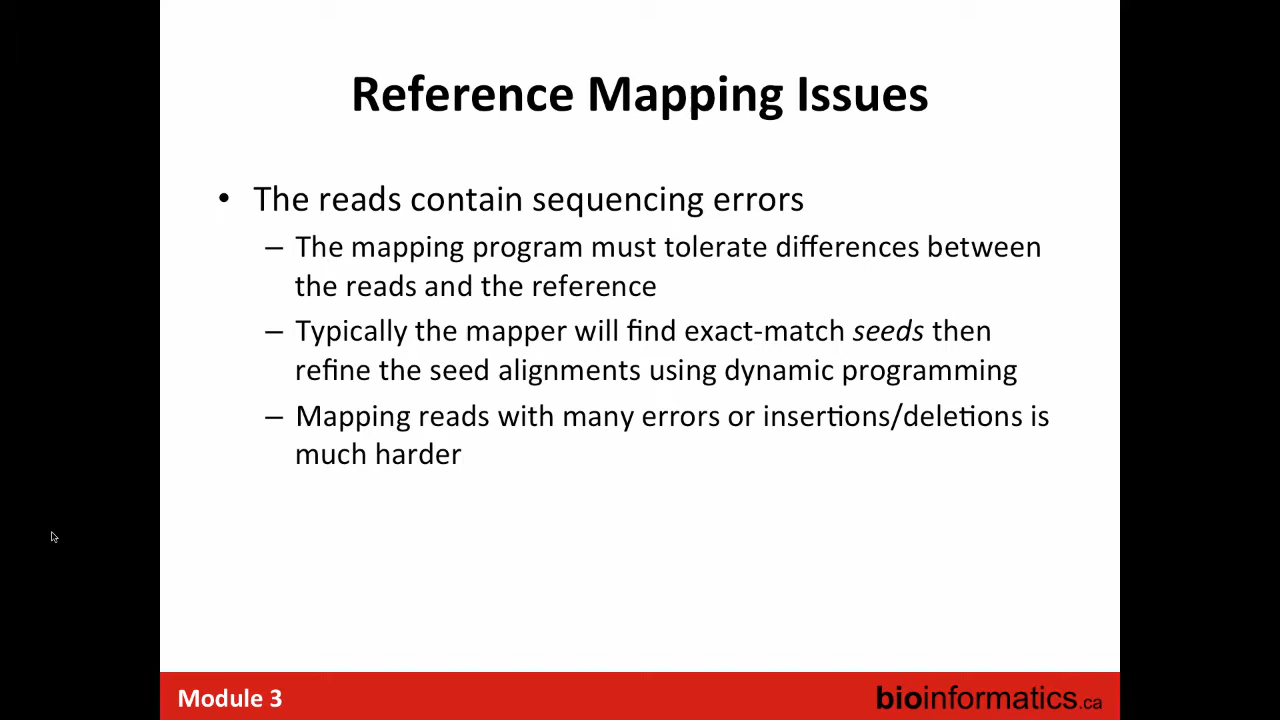 Reference Mapping Issues
• The reads contain sequencing errors
– The mapping program must tolerate differences between
the reads and the reference
– Typically the mapper will find exact-match seeds then
refine the seed alignments using dynamic programming
– Mapping reads with many errors or insertions/deletions is
much harder
Module 3
bioinformatics.ca